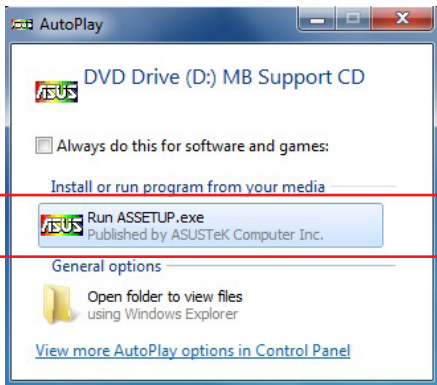 AutoPlay
DVD Drive (D:) MB Support CD
ASUS
Always do this for software and games:
Install or run program from your media
ASUS
Run ASSETUP.exe
Published by ASUSTeK Computer Inc.
General options
Open folder to view files
using Windows Explorer
View more AutoPlay options in Control Panel